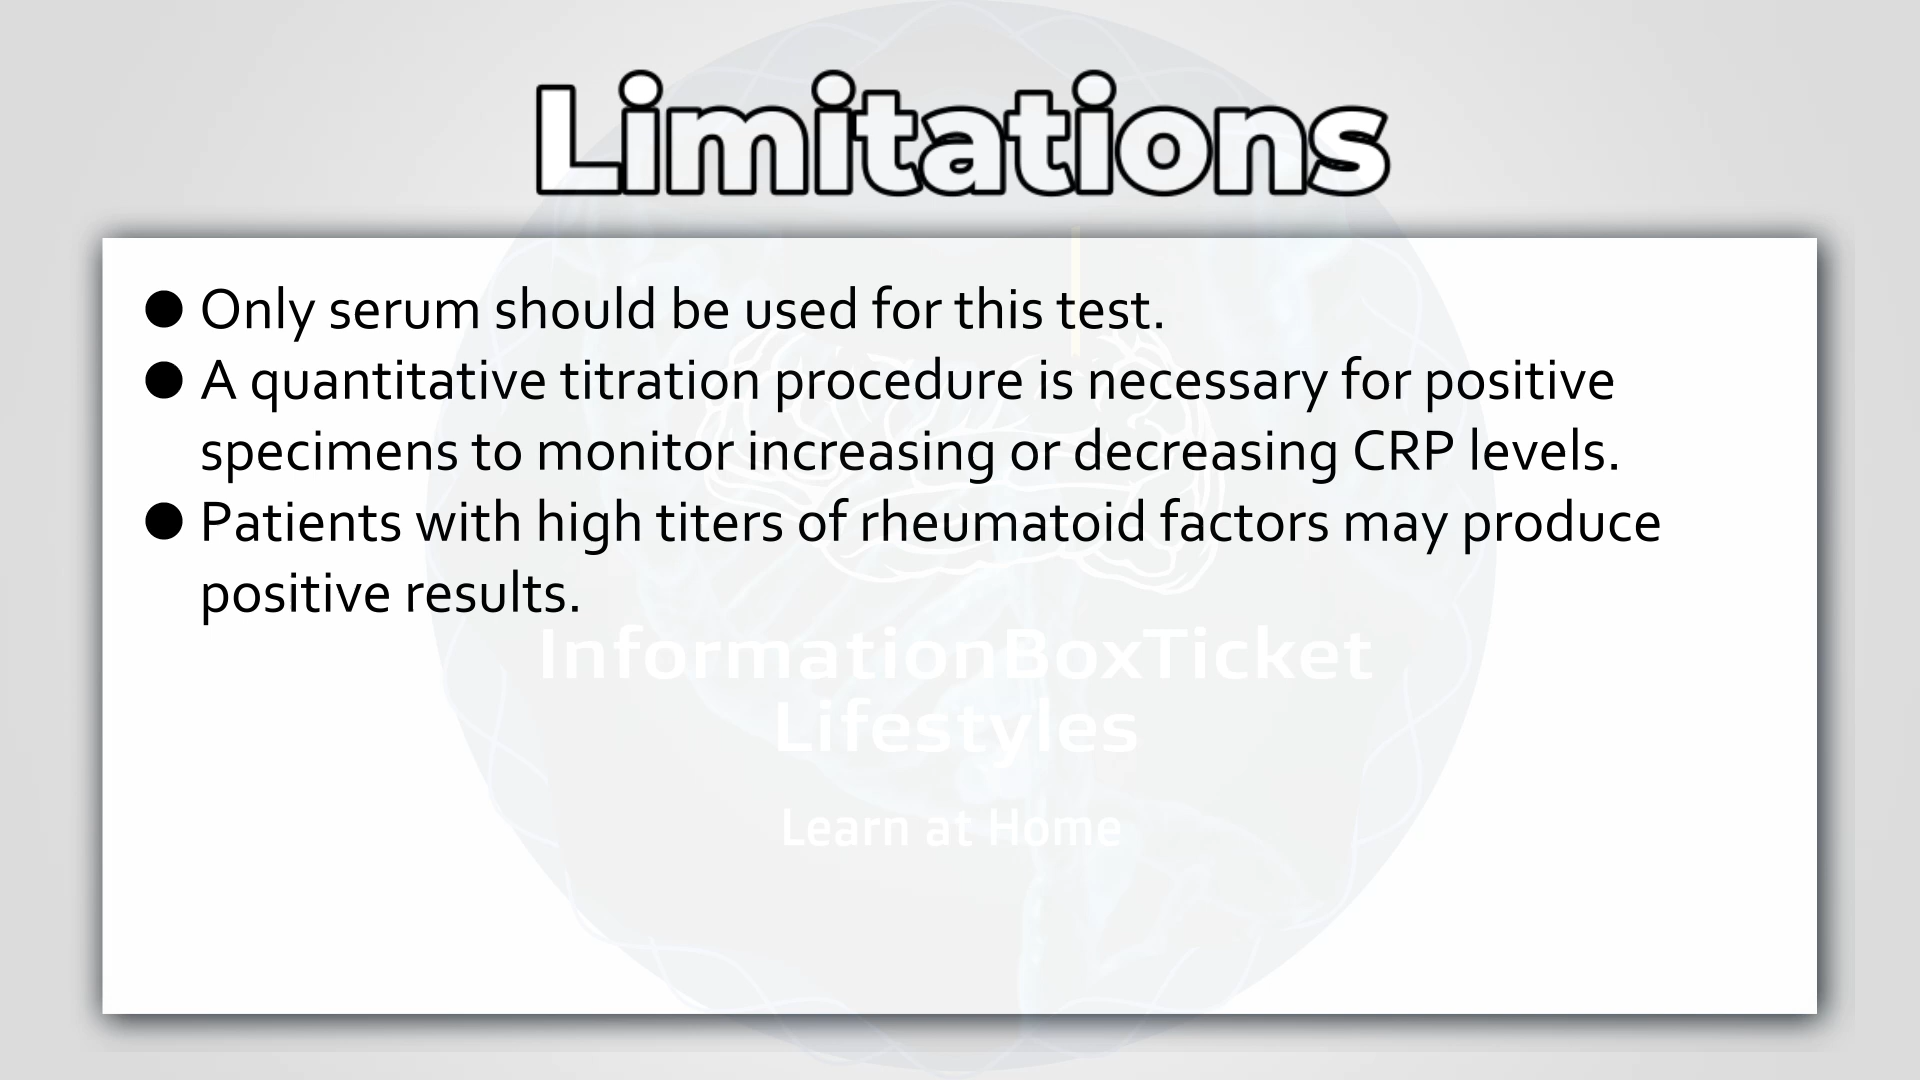 Limitations
● Only serum should be used for this test.
● A quantitative titration procedure is necessary for positive
specimens to monitor increasing or decreasing CRP levels.
● Patients with high titers of rheumatoid factors may produce
positive results.
InformationBoxTicket
Lifestyles
Learn at Home